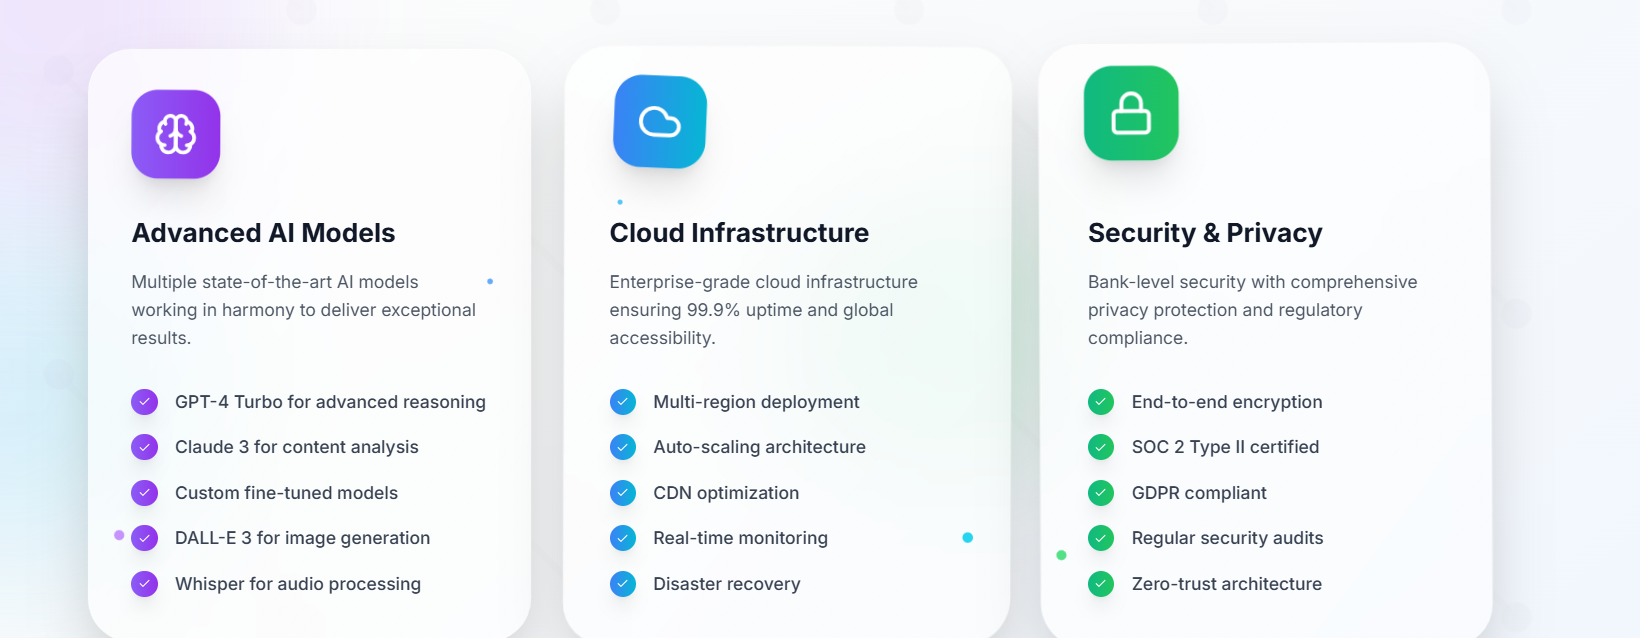 Advanced AI Models
Multiple state-of-the-art AI models
working in harmony to deliver exceptional
results.
GPT-4 Turbo for advanced reasoning
Claude 3 for content analysis
Custom fine-tuned models
DALL-E 3 for image generation
Whisper for audio processing
Cloud Infrastructure
Enterprise-grade cloud infrastructure
ensuring 99.9% uptime and global
accessibility.
Multi-region deployment
Auto-scaling architecture
CDN optimization
Real-time monitoring
Disaster recovery
Security & Privacy
Bank-level security with comprehensive
privacy protection and regulatory
compliance.
End-to-end encryption
SOC 2 Type II certified
GDPR compliant
Regular security audits
Zero-trust architecture